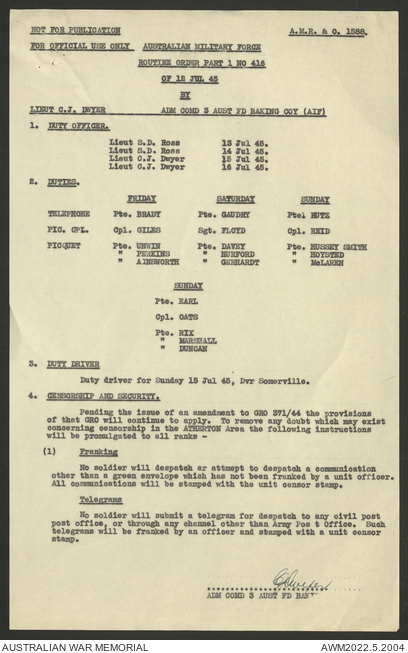 NOT FOR PUBLICATION A.M.R. & O. 1588.
FOR OFFICIAL USE ONLY AUSTRALIAN MILITARY FORCE
ROUTINE ORDER PART 1 NO 416
OF 12 JUL 45
BY
LIEUT C.J. DWYER ADM COMD 3 AUST FD BAKING COY (AIF)
1. DUTY OFFICER.
Lieut S.D. Ross 13 Jul 45.
Lieut S.D. Ross 14 Jul 45.
Lieut C.J. Dwyer 15 Jul 45.
Lieut C.J. Dwyer 16 Jul 45.
2. DUTIES.
FRIDAY SATURDAY SUNDAY
TELEPHONE Pte. BRADY Pte. GAUDRY Pte. HUTZ
PIC. CPL. Cpl. GILES Sgt. FLOYD Cpl. REID
PICQUET Pte. UNWIN Pte. DAVEY Pte. HUSSEY SMITH
" PERKINS " HURFORD " HOYSTED
" AINSWORTH " GEBHARDT " McLAREN
SUNDAY
Pte. EARL
Cpl. OATS
Pte. RIX
" MARSHALL
" DUNCAN
3. DUTY DRIVER
Duty driver for Sunday 15 Jul 45, Dvr Somerville.
4. CENSORSHIP AND SECURITY.
Pending the issue of an amendment to GRO 371/44 the provisions
of that GRO will continue to apply. To remove any doubt which may exist
concerning censorship in the ATHERTON Area the following instructions
will be promulgated to all ranks -
(1) Franking
No soldier will despatch or attmept to despatch a communication
other than a green envelope which has not been franked by a unit officer.
All communications will be stamped with the unit censor stamp.
Telegrams
No soldier will submit a telegram for despatch to any civil post
post office, or through any channel other than Army Pos t Office. Such
telegrams will be franked by an officer and stamped with a unit censor
stamp.
CJDwyer
ADM COMD 3 AUST FD BAKI
AUSTRALIAN WAR MEMORIAL AWM2022.5.2004